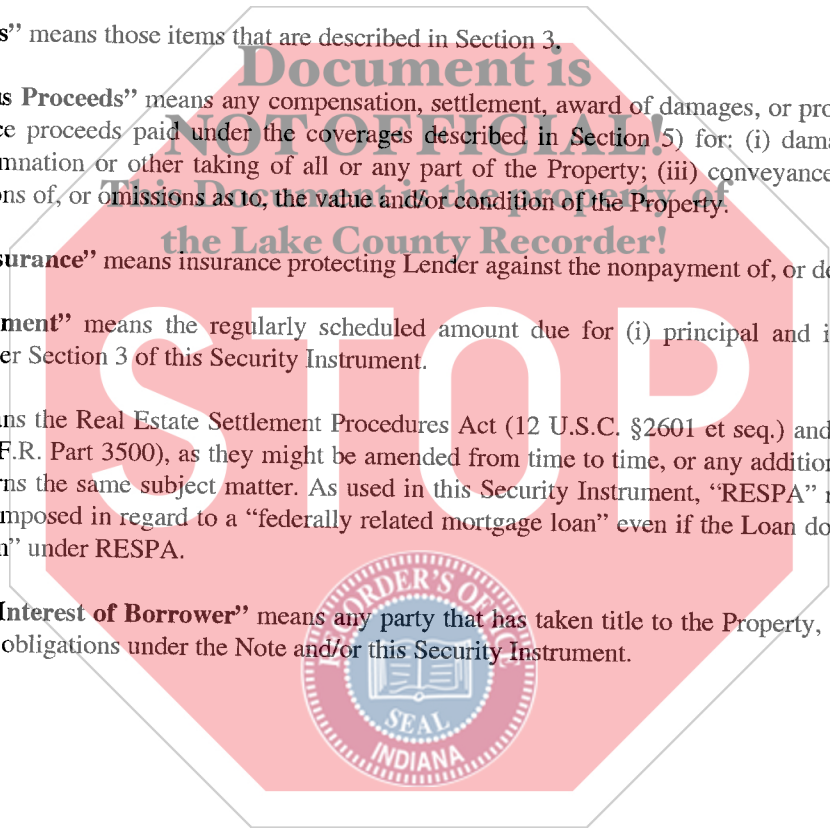 s” means those items that are described in Section 3.
Document is
us Proceeds” means any compensation, settlement, award of damages, or pro
ce proceeds paid under the coverages described in Section 5) for: (i) dama
NOT OFFICIAL!
mnation or other taking of all or any part of the Property; (iii) conveyance
ons of, or omissions as to, the value and/or condition of the Property.
This Document is the property of
the Lake County Recorder!
surance” means insurance protecting Lender against the nonpayment of, or de
ment” means the regularly scheduled amount due for (i) principal and i
er Section 3 of this Security Instrument.
STOP
ans the Real Estate Settlement Procedures Act (12 U.S.C. §2601 et seq.) and
F.R. Part 3500), as they might be amended from time to time, or any addition
rns the same subject matter. As used in this Security Instrument, “RESPA” r
mposed in regard to a “federally related mortgage loan” even if the Loan do
n” under RESPA.
Interest of Borrower” means any party that has taken title to the Property,
obligations under the Note and/or this Security Instrument.
RECORDER'S OFFICE
SEAL
INDIANA